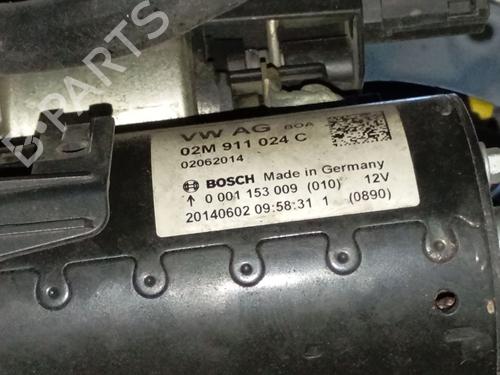 B-PARTS
VW AG BOA
02M 911 024 C
02062014
BOSCH Made in Germany
0 001 153 009 (010) 12V
20140602 09:58:31 1 (0890)